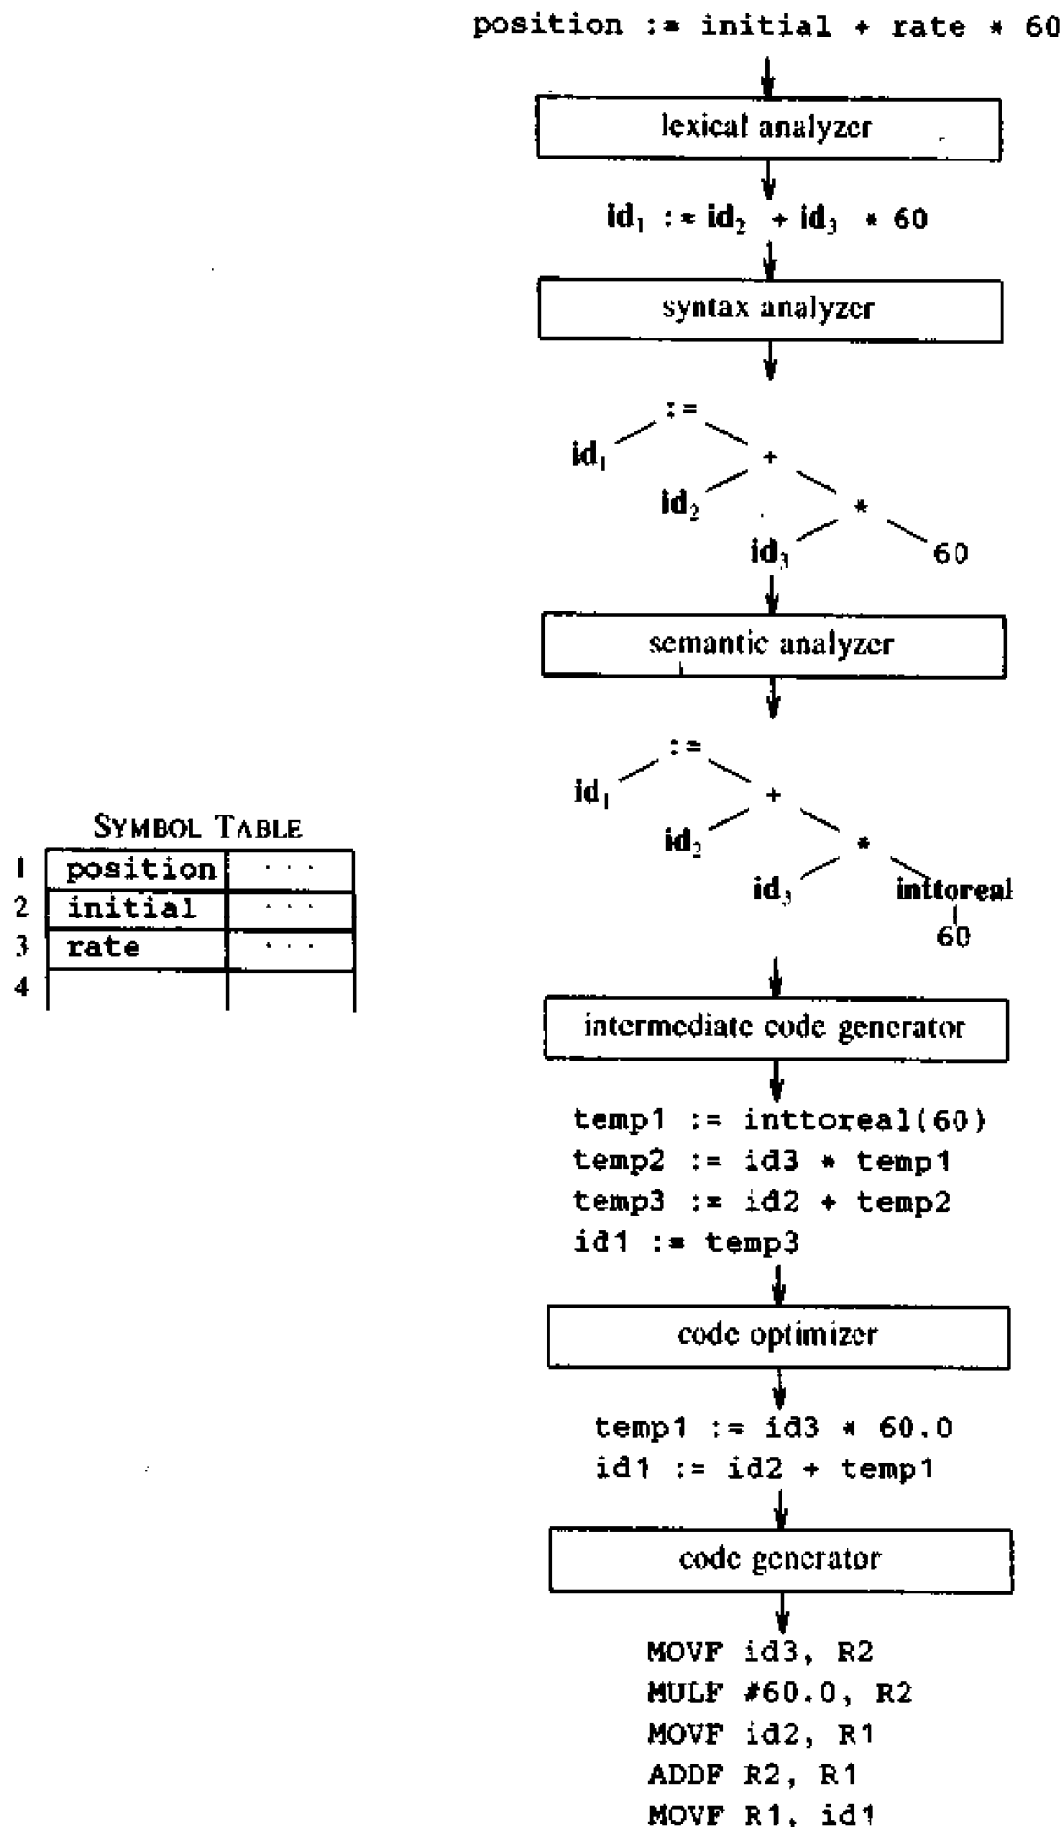 position := initial + rate * 60
lexical analyzer
id₁ := id₂ + id₃ * 60
syntax analyzer
:=
id₁ +
id₂ *
id₃ 60
semantic analyzer
:=
id₁ +
id₂ *
id₃ inttoreal
60
SYMBOL TABLE
1 position · · ·
2 initial · · ·
3 rate · · ·
4
intermediate code generator
temp1 := inttoreal(60)
temp2 := id3 * temp1
temp3 := id2 + temp2
id1 := temp3
code optimizer
temp1 := id3 * 60.0
id1 := id2 + temp1
code generator
MOVF id3, R2
MULF #60.0, R2
MOVF id2, R1
ADDF R2, R1
MOVF R1, id1